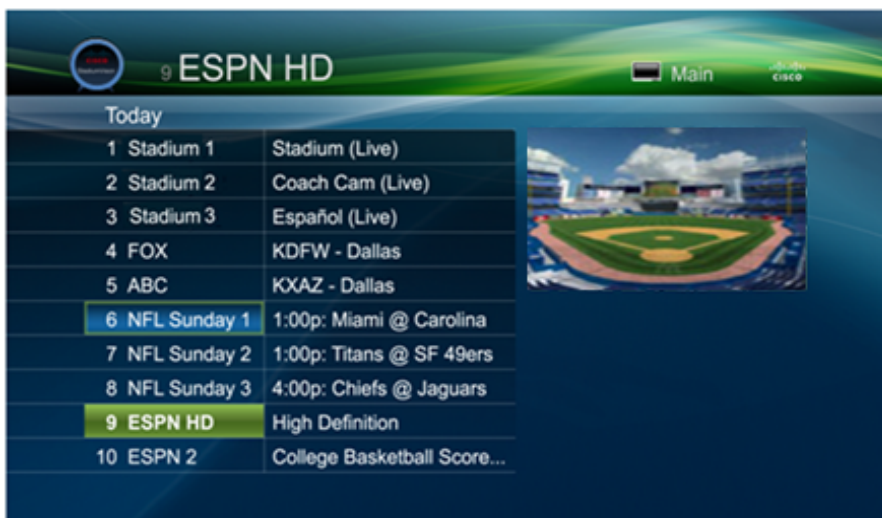 9 ESPN HD
Main
CISCO
Today
1 Stadium 1 Stadium (Live)
2 Stadium 2 Coach Cam (Live)
3 Stadium 3 Español (Live)
4 FOX KDFW - Dallas
5 ABC KXAZ - Dallas
6 NFL Sunday 1 1:00p: Miami @ Carolina
7 NFL Sunday 2 1:00p: Titans @ SF 49ers
8 NFL Sunday 3 4:00p: Chiefs @ Jaguars
9 ESPN HD High Definition
10 ESPN 2 College Basketball Score...